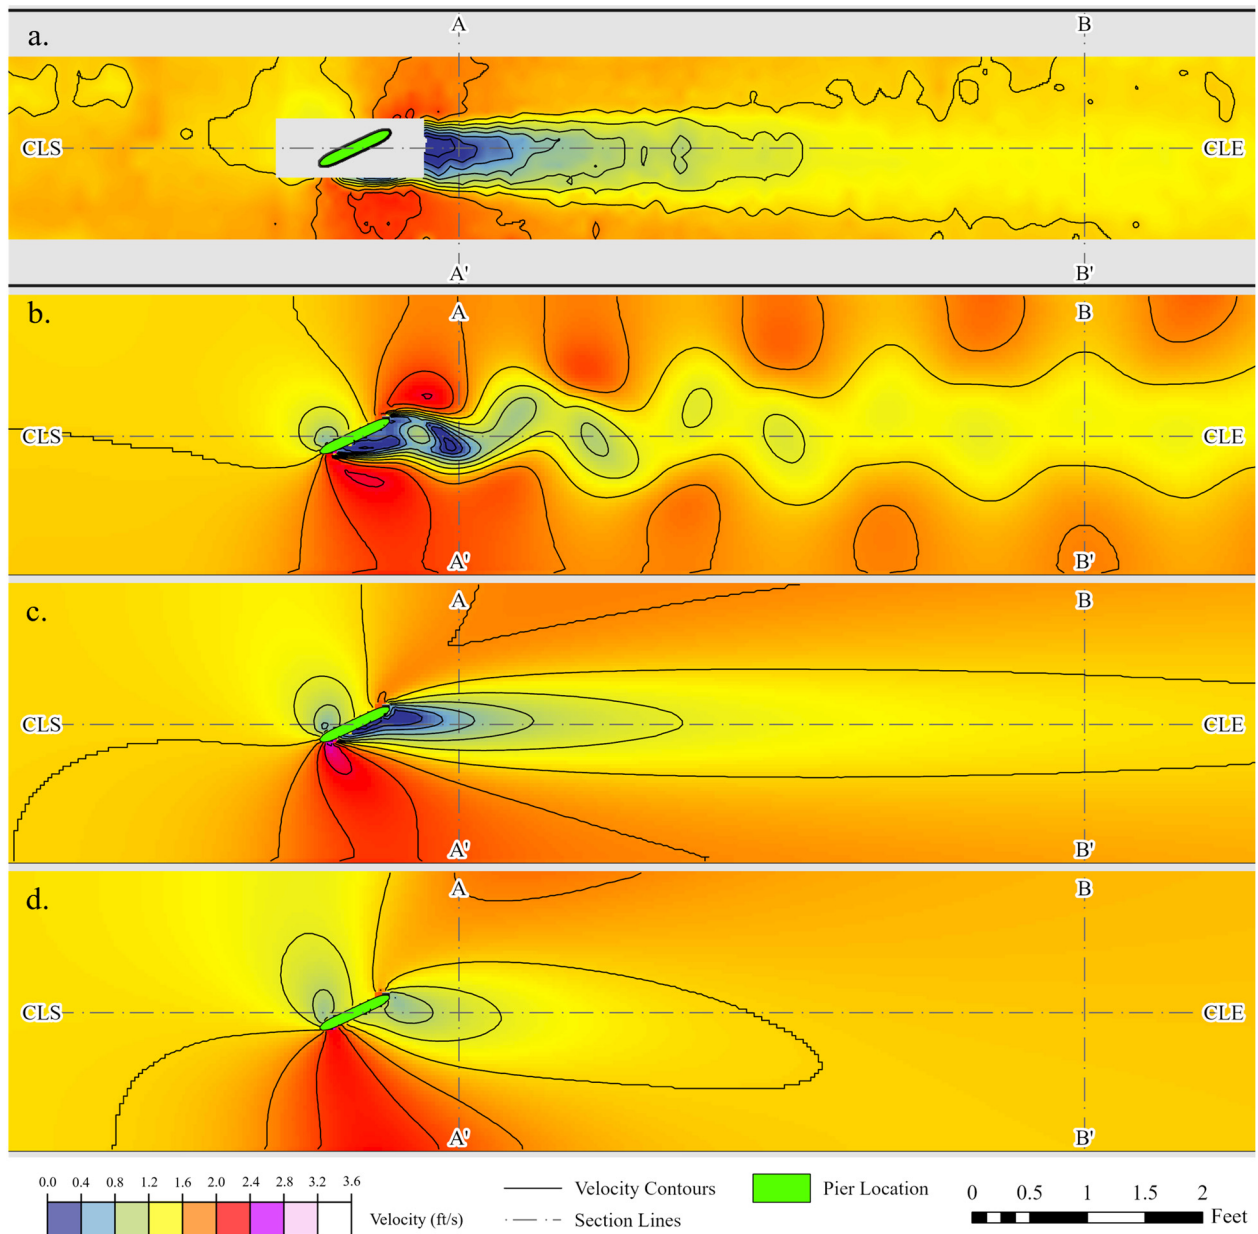 a.
A
B
CLS
CLE
A'
B'
b.
A
B
CLS
CLE
A'
B'
c.
A
B
CLS
CLE
A'
B'
d.
A
B
CLS
CLE
A'
B'
0.0 0.4 0.8 1.2 1.6 2.0 2.4 2.8 3.2 3.6
Velocity (ft/s)
Velocity Contours
Section Lines
Pier Location
0 0.5 1 1.5 2
Feet